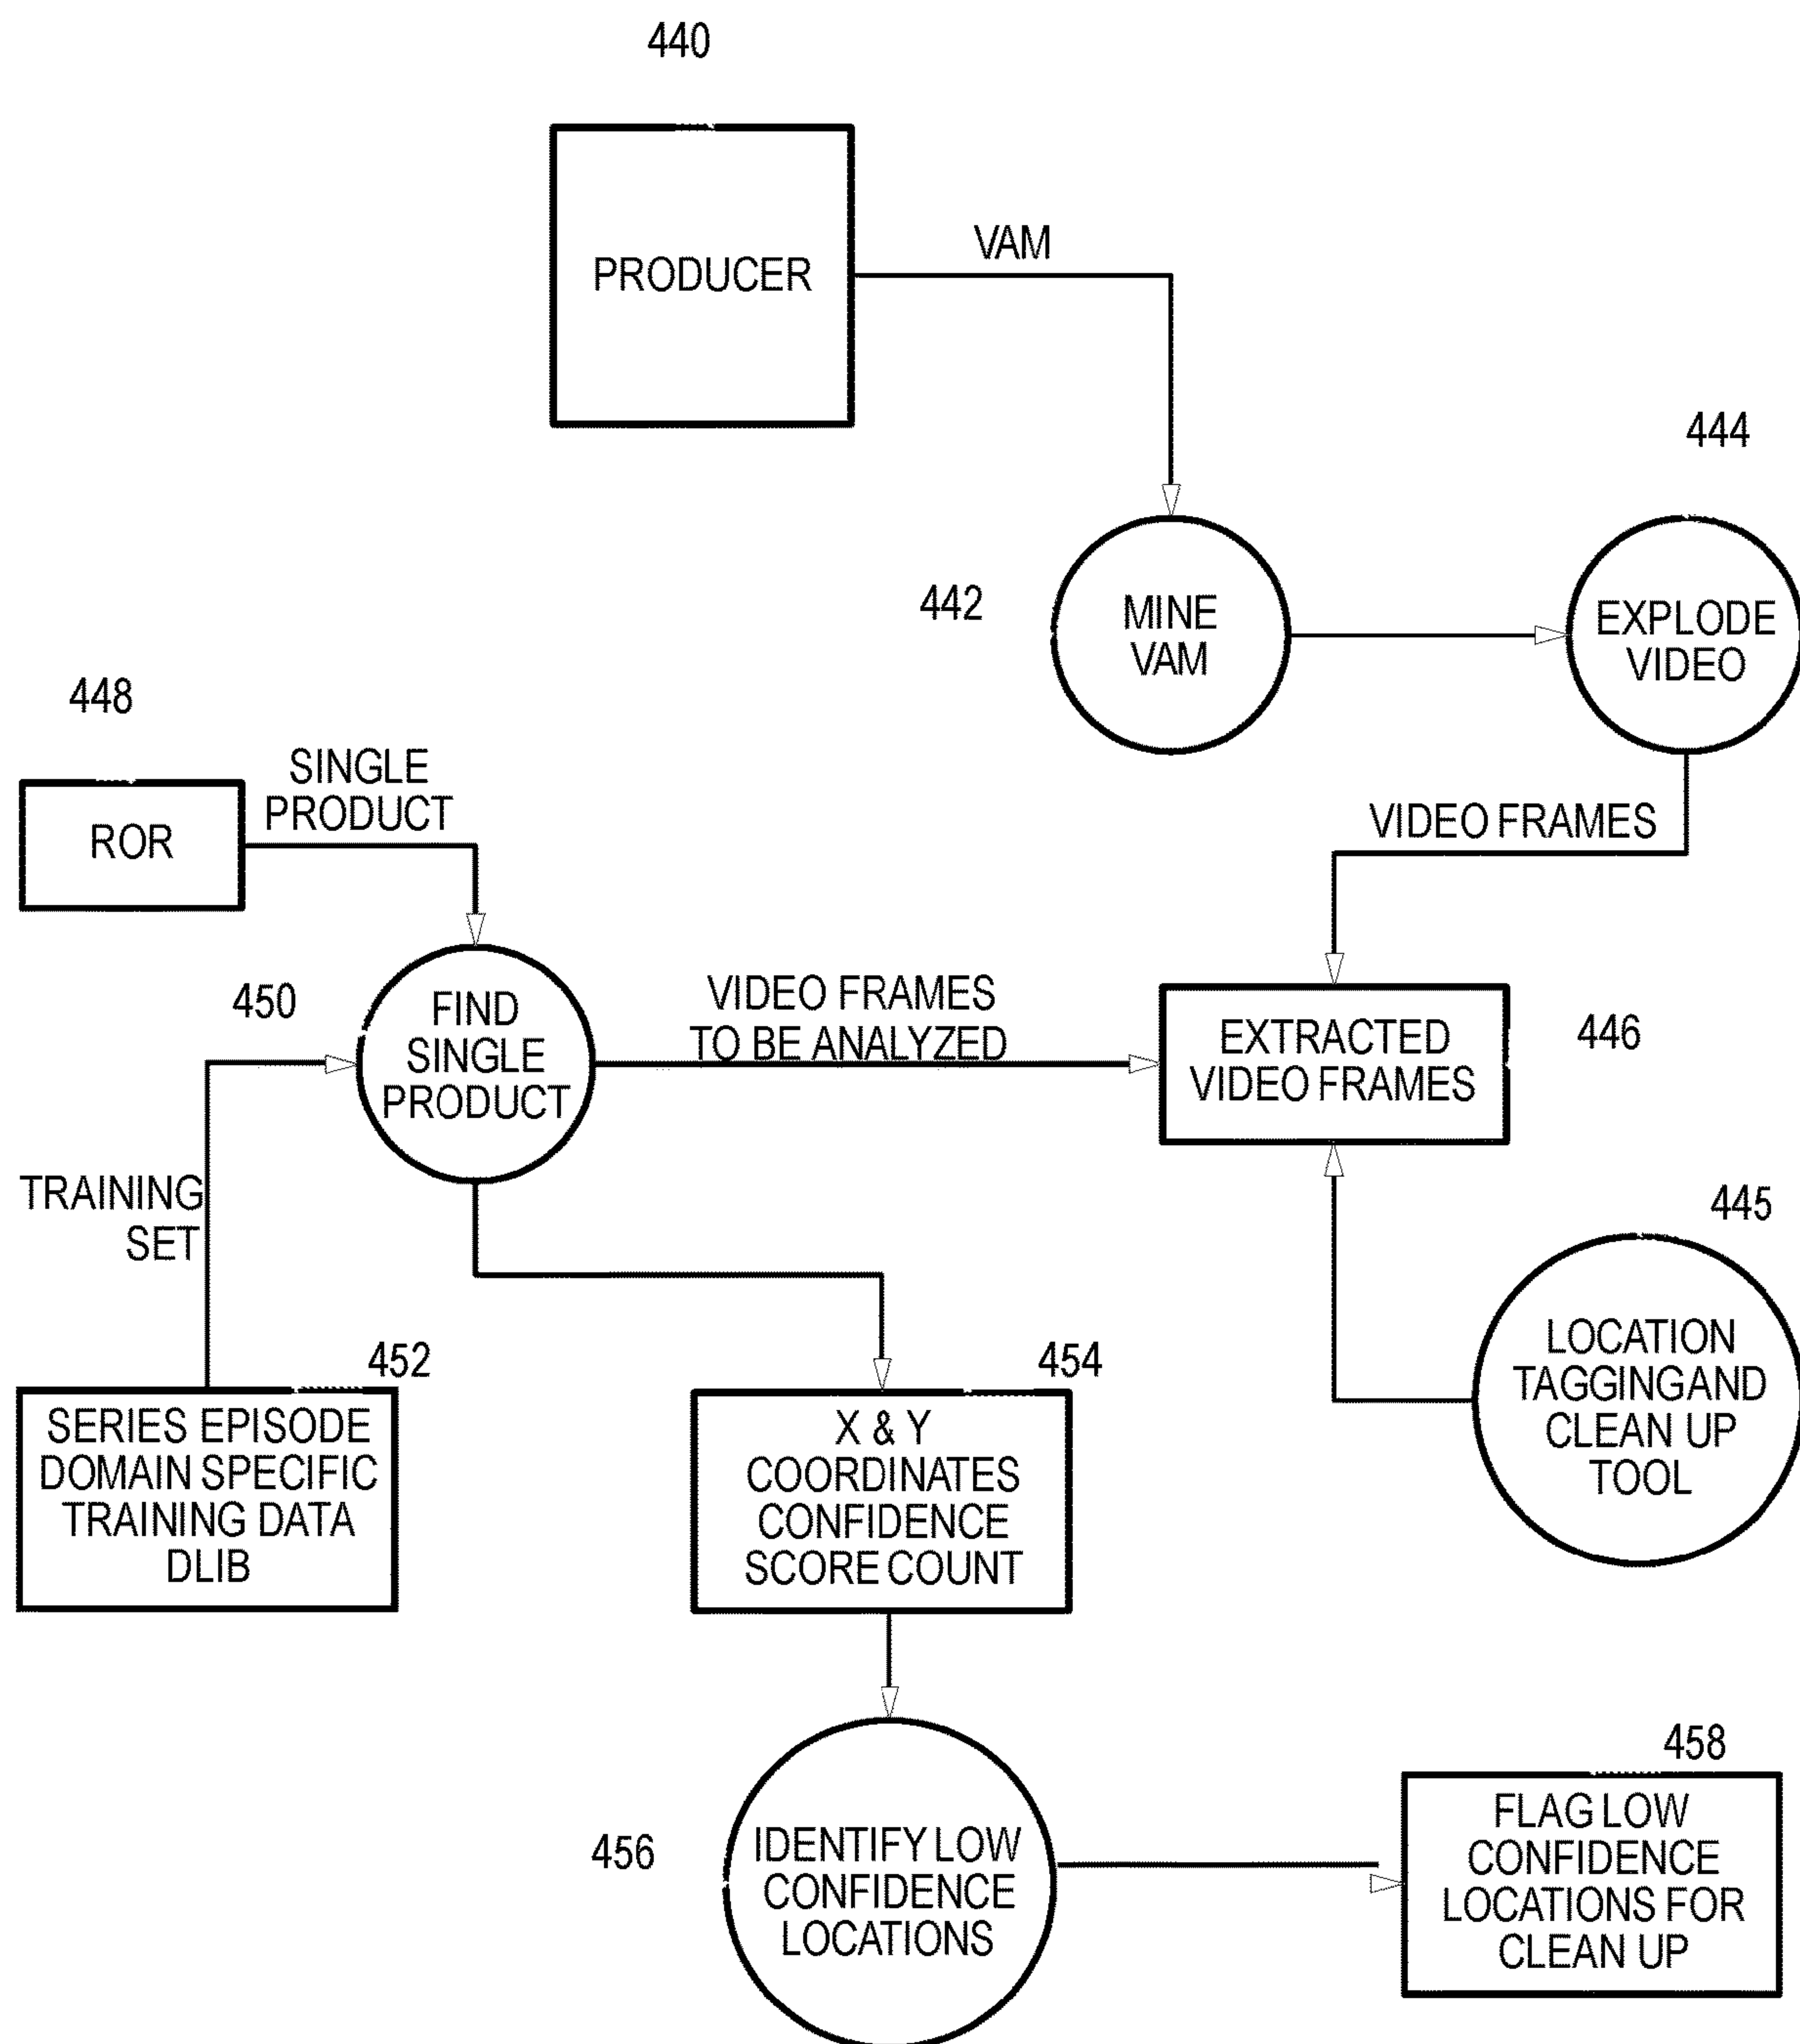 440
PRODUCER
VAM
444
442
MINE
VAM
EXPLODE
VIDEO
448
SINGLE
PRODUCT
ROR
VIDEO FRAMES
450
FIND
SINGLE
PRODUCT
VIDEO FRAMES
TO BE ANALYZED
EXTRACTED
VIDEO FRAMES
446
TRAINING
SET
445
LOCATION
TAGGINGAND
CLEAN UP
TOOL
452
SERIES EPISODE
DOMAIN SPECIFIC
TRAINING DATA
DLIB
454
X & Y
COORDINATES
CONFIDENCE
SCORE COUNT
456
IDENTIFY LOW
CONFIDENCE
LOCATIONS
458
FLAG LOW
CONFIDENCE
LOCATIONS FOR
CLEAN UP